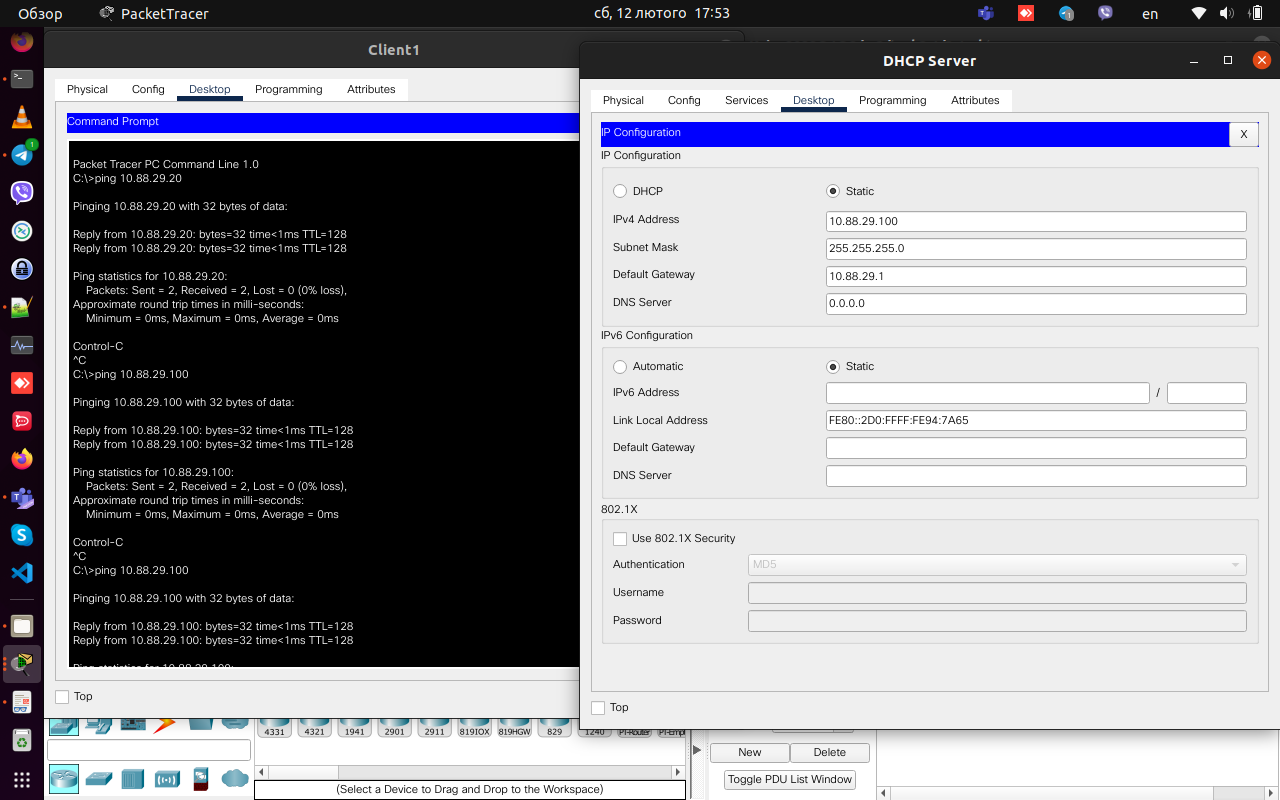 Обзор
PacketTracer
сб, 12 лютого 17:53
en
1
Client1
Physical
Config
Desktop
Programming
Attributes
Command Prompt
Packet Tracer PC Command Line 1.0
C:\>ping 10.88.29.20
Pinging 10.88.29.20 with 32 bytes of data:
Reply from 10.88.29.20: bytes=32 time<1ms TTL=128
Reply from 10.88.29.20: bytes=32 time<1ms TTL=128
Ping statistics for 10.88.29.20:
Packets: Sent = 2, Received = 2, Lost = 0 (0% loss),
Approximate round trip times in milli-seconds:
Minimum = 0ms, Maximum = 0ms, Average = 0ms
Control-C
^C
C:\>ping 10.88.29.100
Pinging 10.88.29.100 with 32 bytes of data:
Reply from 10.88.29.100: bytes=32 time<1ms TTL=128
Reply from 10.88.29.100: bytes=32 time<1ms TTL=128
Ping statistics for 10.88.29.100:
Packets: Sent = 2, Received = 2, Lost = 0 (0% loss),
Approximate round trip times in milli-seconds:
Minimum = 0ms, Maximum = 0ms, Average = 0ms
Control-C
^C
C:\>ping 10.88.29.100
Pinging 10.88.29.100 with 32 bytes of data:
Reply from 10.88.29.100: bytes=32 time<1ms TTL=128
Reply from 10.88.29.100: bytes=32 time<1ms TTL=128
Ping statistics for 10.88.29.100:
Top
DHCP Server
Physical
Config
Services
Desktop
Programming
Attributes
IP Configuration
X
IP Configuration
DHCP
Static
IPv4 Address
10.88.29.100
Subnet Mask
255.255.255.0
Default Gateway
10.88.29.1
DNS Server
0.0.0.0
IPv6 Configuration
Automatic
Static
IPv6 Address
/
Link Local Address
FE80::2D0:FFFF:FE94:7A65
Default Gateway
DNS Server
802.1X
Use 802.1X Security
Authentication
MD5
Username
Password
Top
4331
4321
1941
2901
2911
819IOX
819HGW
829
1240
PT-Router
PT-Empt
(Select a Device to Drag and Drop to the Workspace)
New
Delete
Toggle PDU List Window